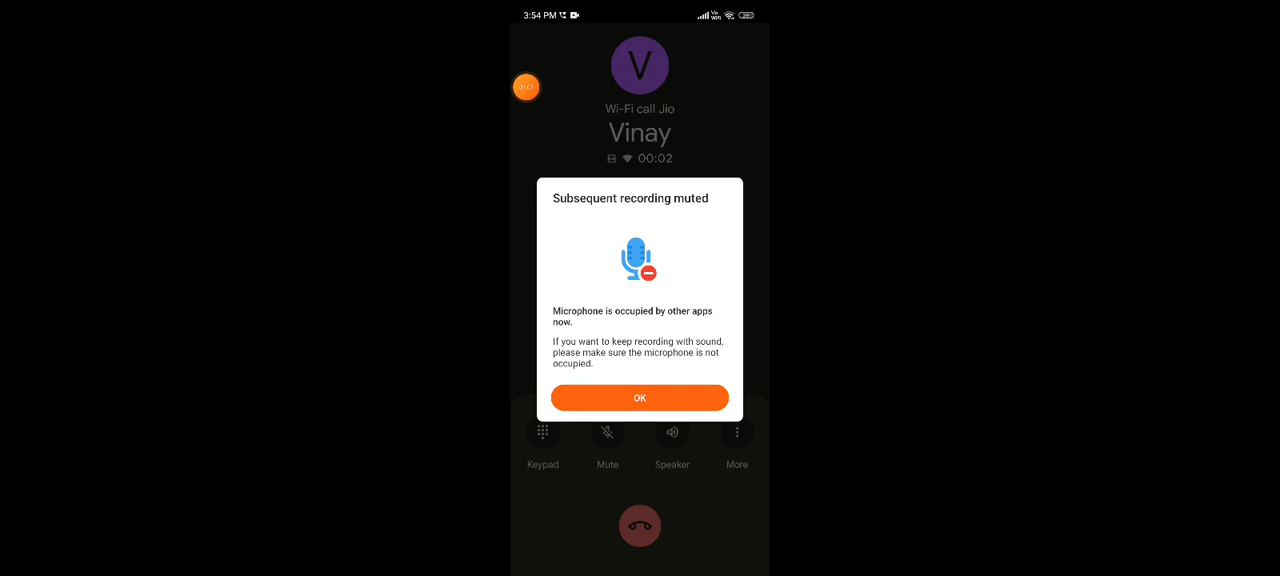 3:54 PM
Vo
WiFi
V
Wi-Fi call Jio
Vinay
00:02
Subsequent recording muted
Microphone is occupied by other apps
now.
If you want to keep recording with sound,
please make sure the microphone is not
occupied.
OK
Keypad Mute Speaker More